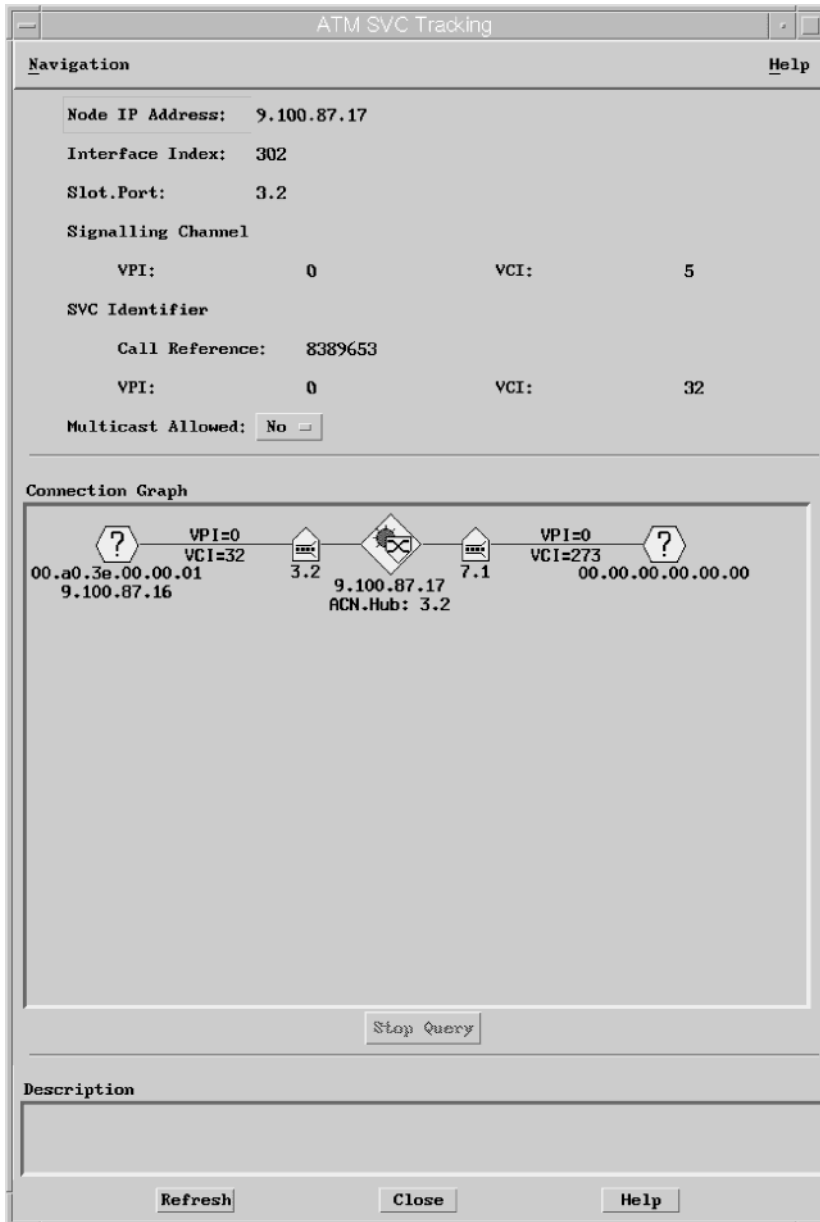 ATM SVC Tracking
Navigation Help
Node IP Address: 9.100.87.17
Interface Index: 302
Slot.Port: 3.2
Signalling Channel
VPI: 0 VCI: 5
SVC Identifier
Call Reference: 8389653
VPI: 0 VCI: 32
Multicast Allowed: No
Connection Graph
? VPI=0 VPI=0 ?
VCI=32 VCI=273
00.a0.3e.00.00.01 3.2 7.1 00.00.00.00.00.00
9.100.87.16 9.100.87.17
ACN.Hub: 3.2
Stop Query
Description
Refresh Close Help